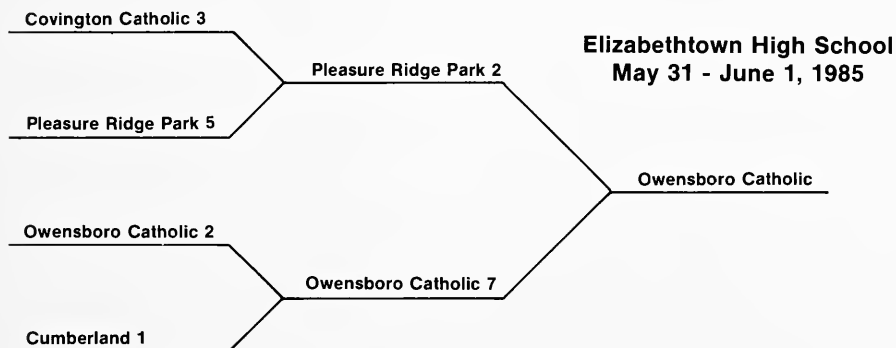 Covington Catholic 3
Elizabethtown High School
May 31 - June 1, 1985
Pleasure Ridge Park 2
Pleasure Ridge Park 5
Owensboro Catholic
Owensboro Catholic 2
Owensboro Catholic 7
Cumberland 1